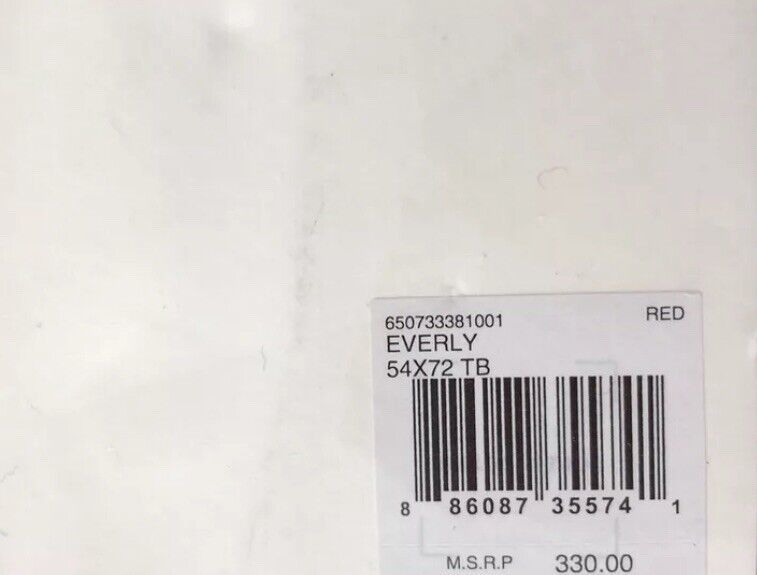 650733381001 RED
EVERLY
54X72 TB
8 86087 35574 1
M.S.R.P 330.00